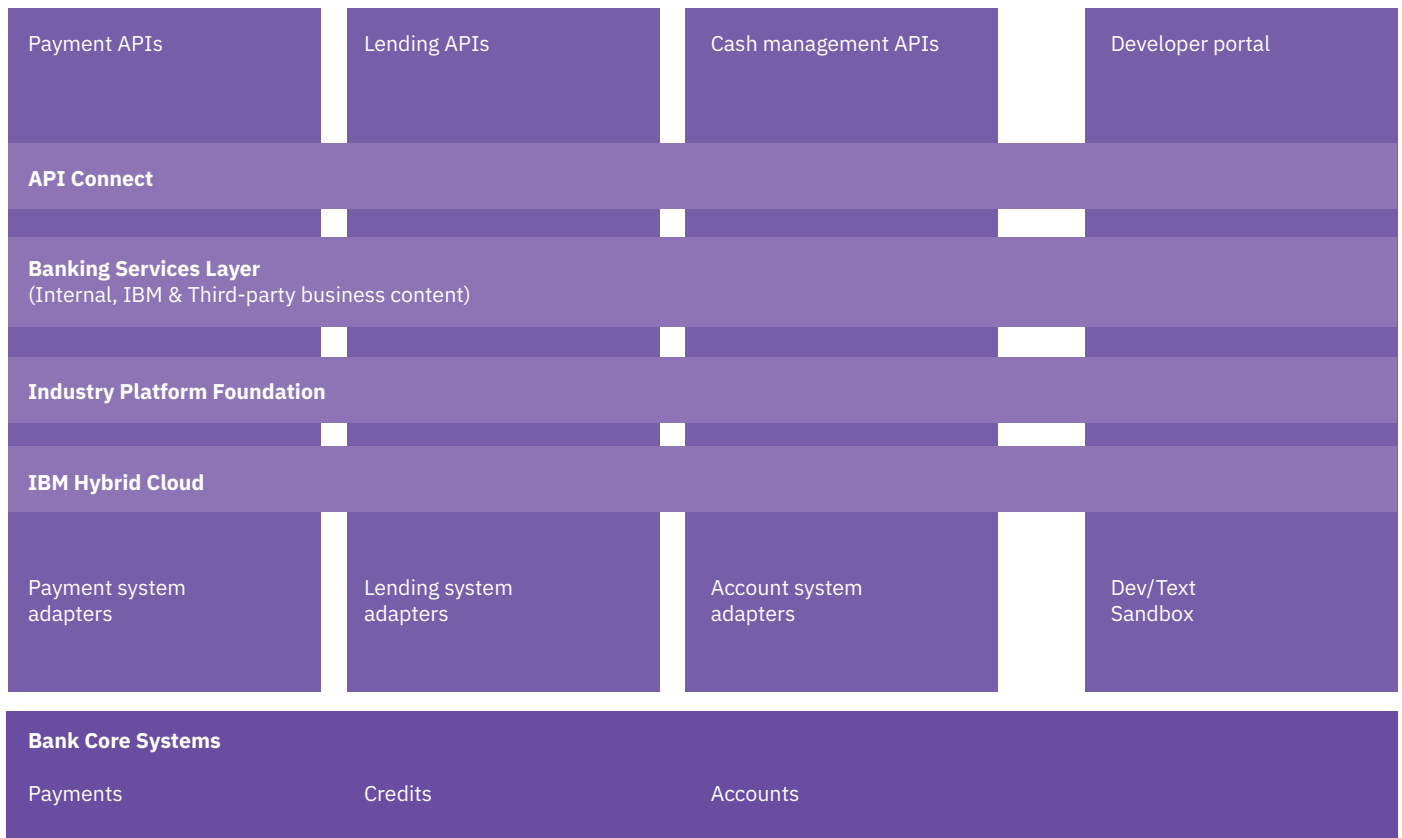 Payment APIs
Lending APIs
Cash management APIs
Developer portal
API Connect
Banking Services Layer
(Internal, IBM & Third-party business content)
Industry Platform Foundation
IBM Hybrid Cloud
Payment system
adapters
Lending system
adapters
Account system
adapters
Dev/Text
Sandbox
Bank Core Systems
Payments
Credits
Accounts